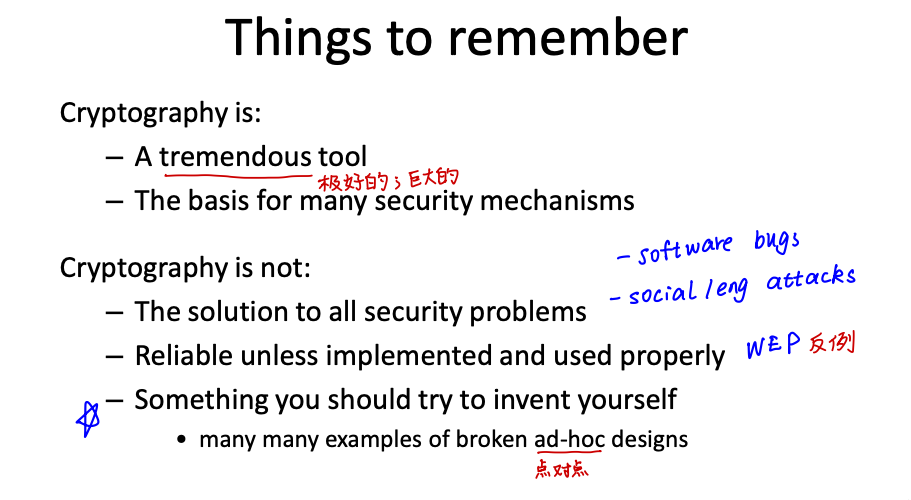 Things to remember
Cryptography is:
– A tremendous tool
极好的；巨大的
– The basis for many security mechanisms
– software bugs
Cryptography is not:
– social/eng attacks
– The solution to all security problems
– Reliable unless implemented and used properly WEP 反例
– Something you should try to invent yourself
• many many examples of broken ad-hoc designs
点对点